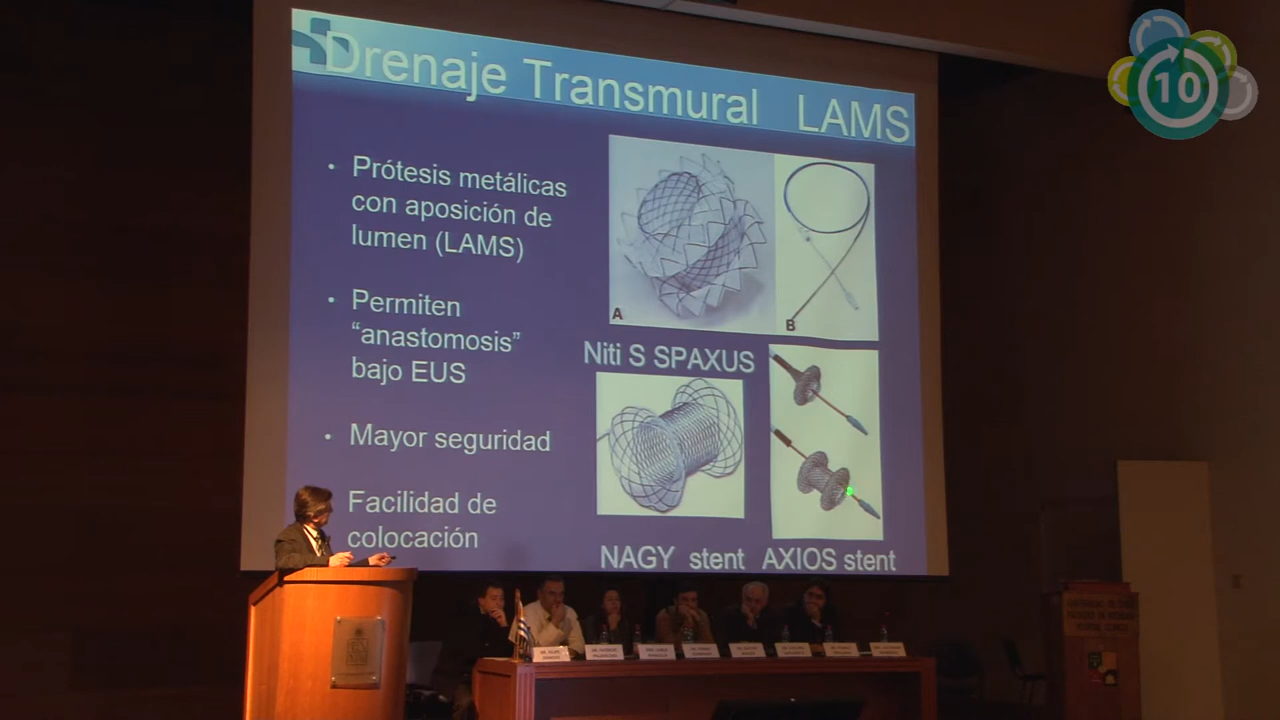 10
Drenaje Transmural LAMS
• Prótesis metálicas
con aposición de
lumen (LAMS)
• Permiten
“anastomosis”
bajo EUS
• Mayor seguridad
Facilidad de
colocación
A
B
Niti S SPAXUS
NAGY stent
AXIOS stent